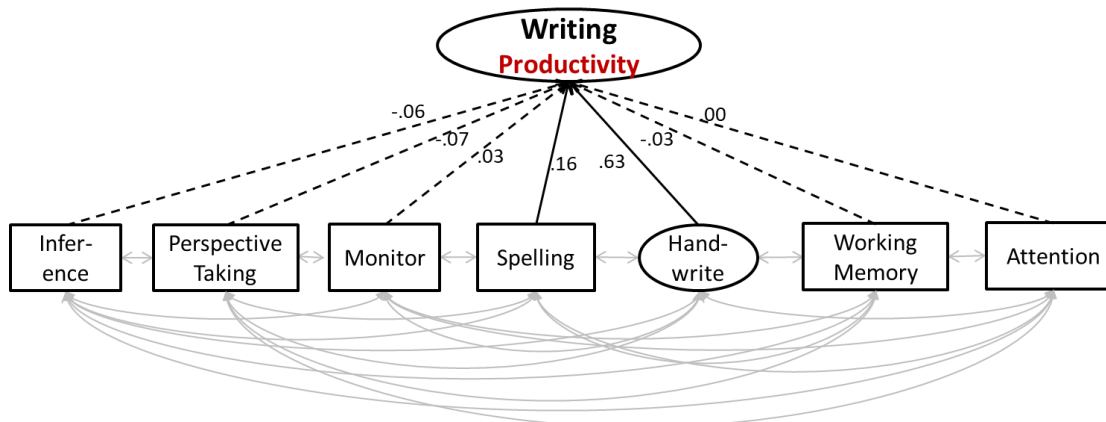 Writing
Productivity
-.06
-.07
.03
.16
.63
-.03
.00
Infer-
ence
Perspective
Taking
Monitor
Spelling
Hand-
write
Working
Memory
Attention